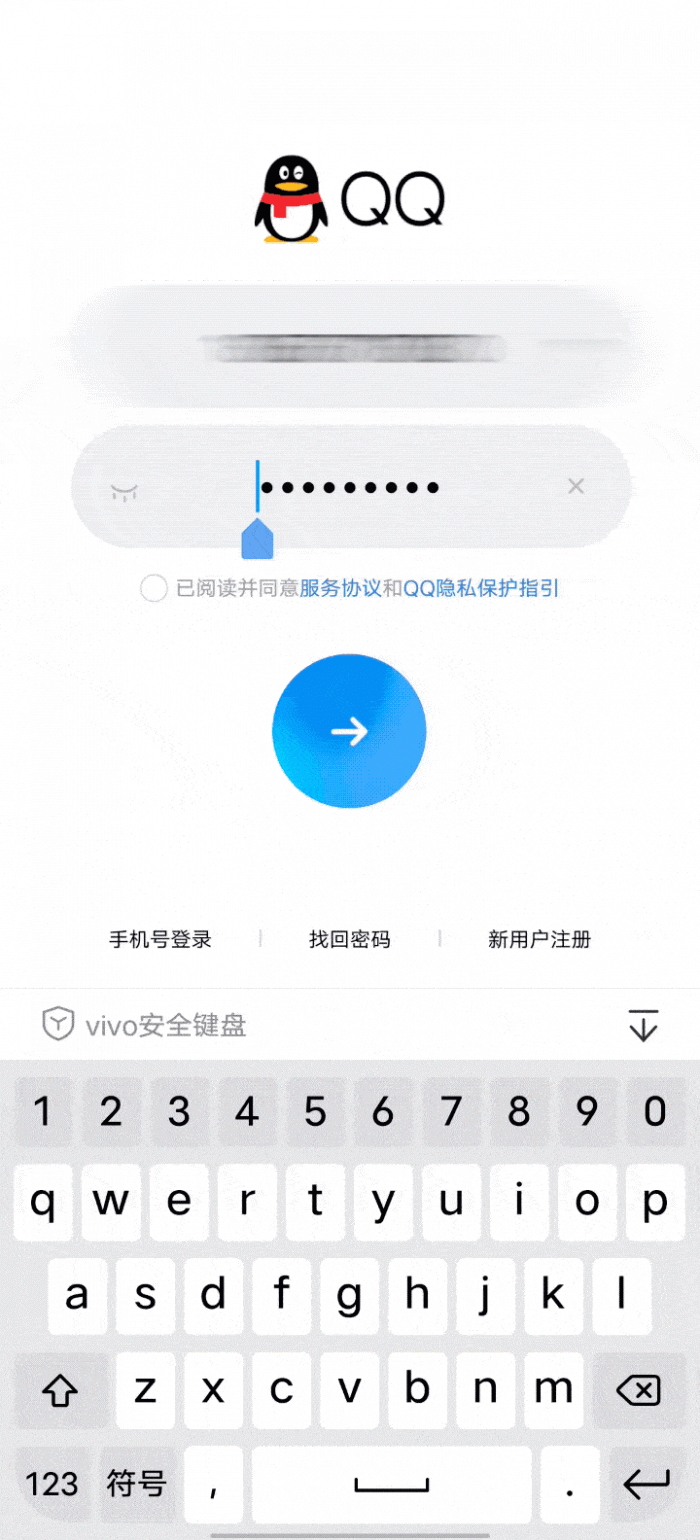 QQ
已阅读并同意服务协议和QQ隐私保护指引
手机号登录 找回密码 新用户注册
vivo安全键盘
1 2 3 4 5 6 7 8 9 0
q w e r t y u i o p
a s d f g h j k l
z x c v b n m
123 符号 , .